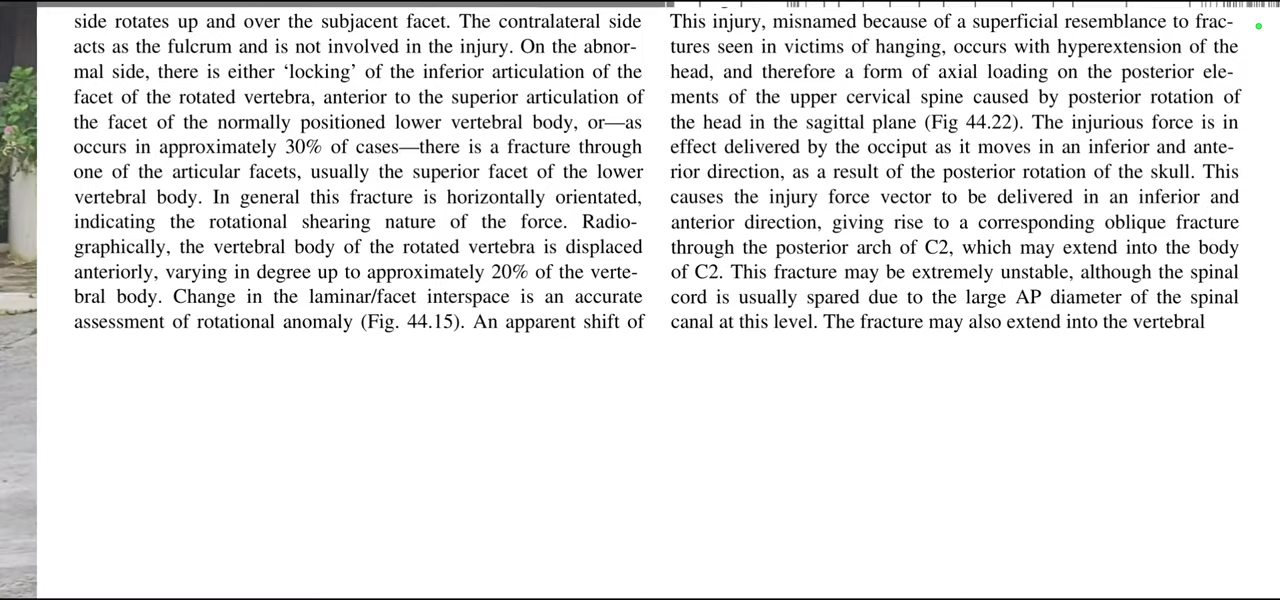 side rotates up and over the subjacent facet. The contralateral side
acts as the fulcrum and is not involved in the injury. On the abnor-
mal side, there is either ‘locking’ of the inferior articulation of the
facet of the rotated vertebra, anterior to the superior articulation of
the facet of the normally positioned lower vertebral body, or—as
occurs in approximately 30% of cases—there is a fracture through
one of the articular facets, usually the superior facet of the lower
vertebral body. In general this fracture is horizontally orientated,
indicating the rotational shearing nature of the force. Radio-
graphically, the vertebral body of the rotated vertebra is displaced
anteriorly, varying in degree up to approximately 20% of the verte-
bral body. Change in the laminar/facet interspace is an accurate
assessment of rotational anomaly (Fig. 44.15). An apparent shift of
This injury, misnamed because of a superficial resemblance to frac-
tures seen in victims of hanging, occurs with hyperextension of the
head, and therefore a form of axial loading on the posterior ele-
ments of the upper cervical spine caused by posterior rotation of
the head in the sagittal plane (Fig 44.22). The injurious force is in
effect delivered by the occiput as it moves in an inferior and ante-
rior direction, as a result of the posterior rotation of the skull. This
causes the injury force vector to be delivered in an inferior and
anterior direction, giving rise to a corresponding oblique fracture
through the posterior arch of C2, which may extend into the body
of C2. This fracture may be extremely unstable, although the spinal
cord is usually spared due to the large AP diameter of the spinal
canal at this level. The fracture may also extend into the vertebral